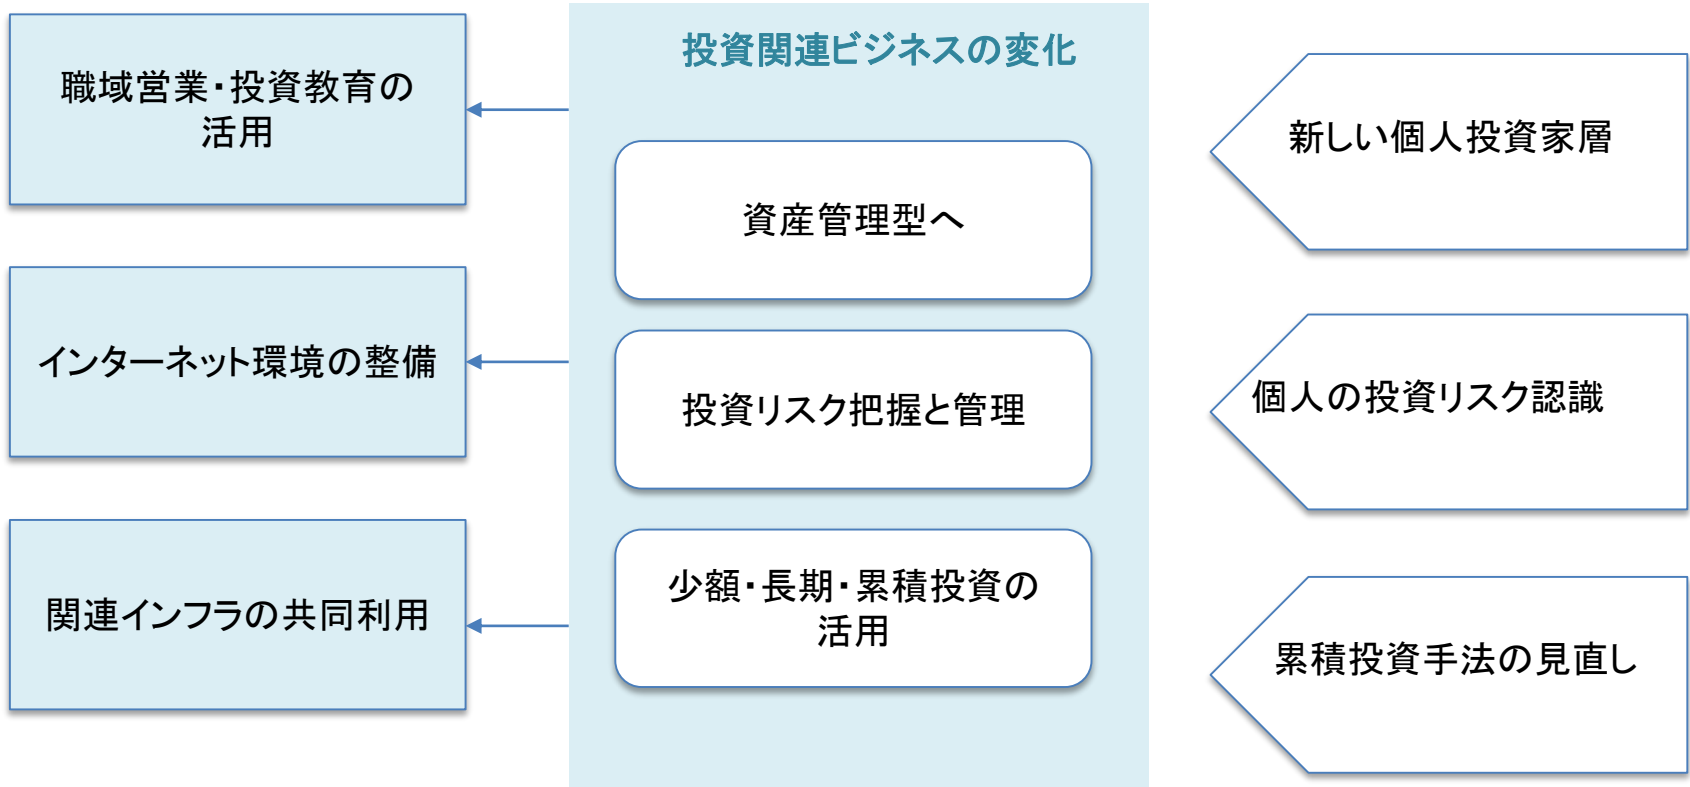 職域営業・投資教育の
活用
インターネット環境の整備
関連インフラの共同利用
投資関連ビジネスの変化
資産管理型へ
投資リスク把握と管理
少額・長期・累積投資の
活用
新しい個人投資家層
個人の投資リスク認識
累積投資手法の見直し